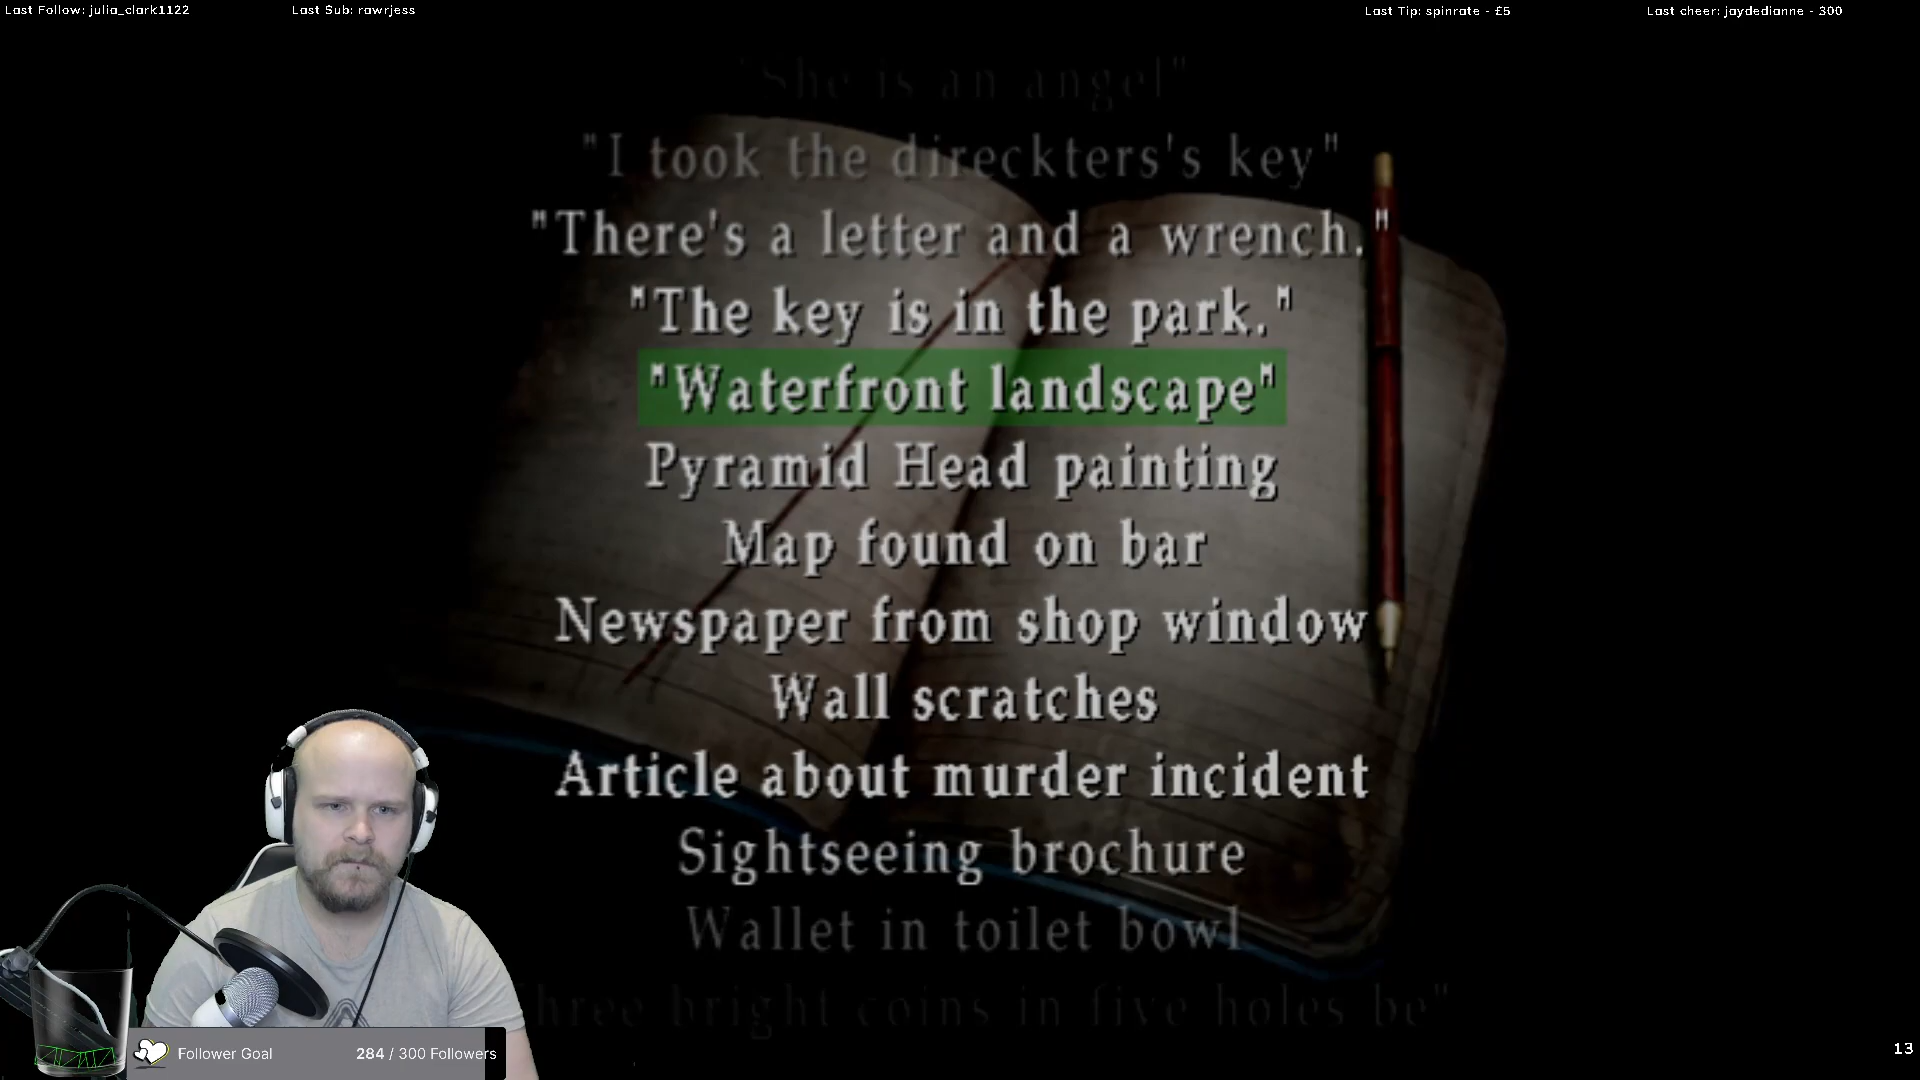 Last Follow: julia_clark1122
Last Sub: rawrjess
Last Tip: spinrate - £5
Last cheer: jaydedianne - 300
"She is an angel"
"I took the direckters's key"
"There's a letter and a wrench."
"The key is in the park."
"Waterfront landscape"
Pyramid Head painting
Map found on bar
Newspaper from shop window
Wall scratches
Article about murder incident
Sightseeing brochure
Wallet in toilet bowl
bright coins in five holes be"
Follower Goal
284 / 300 Followers
13